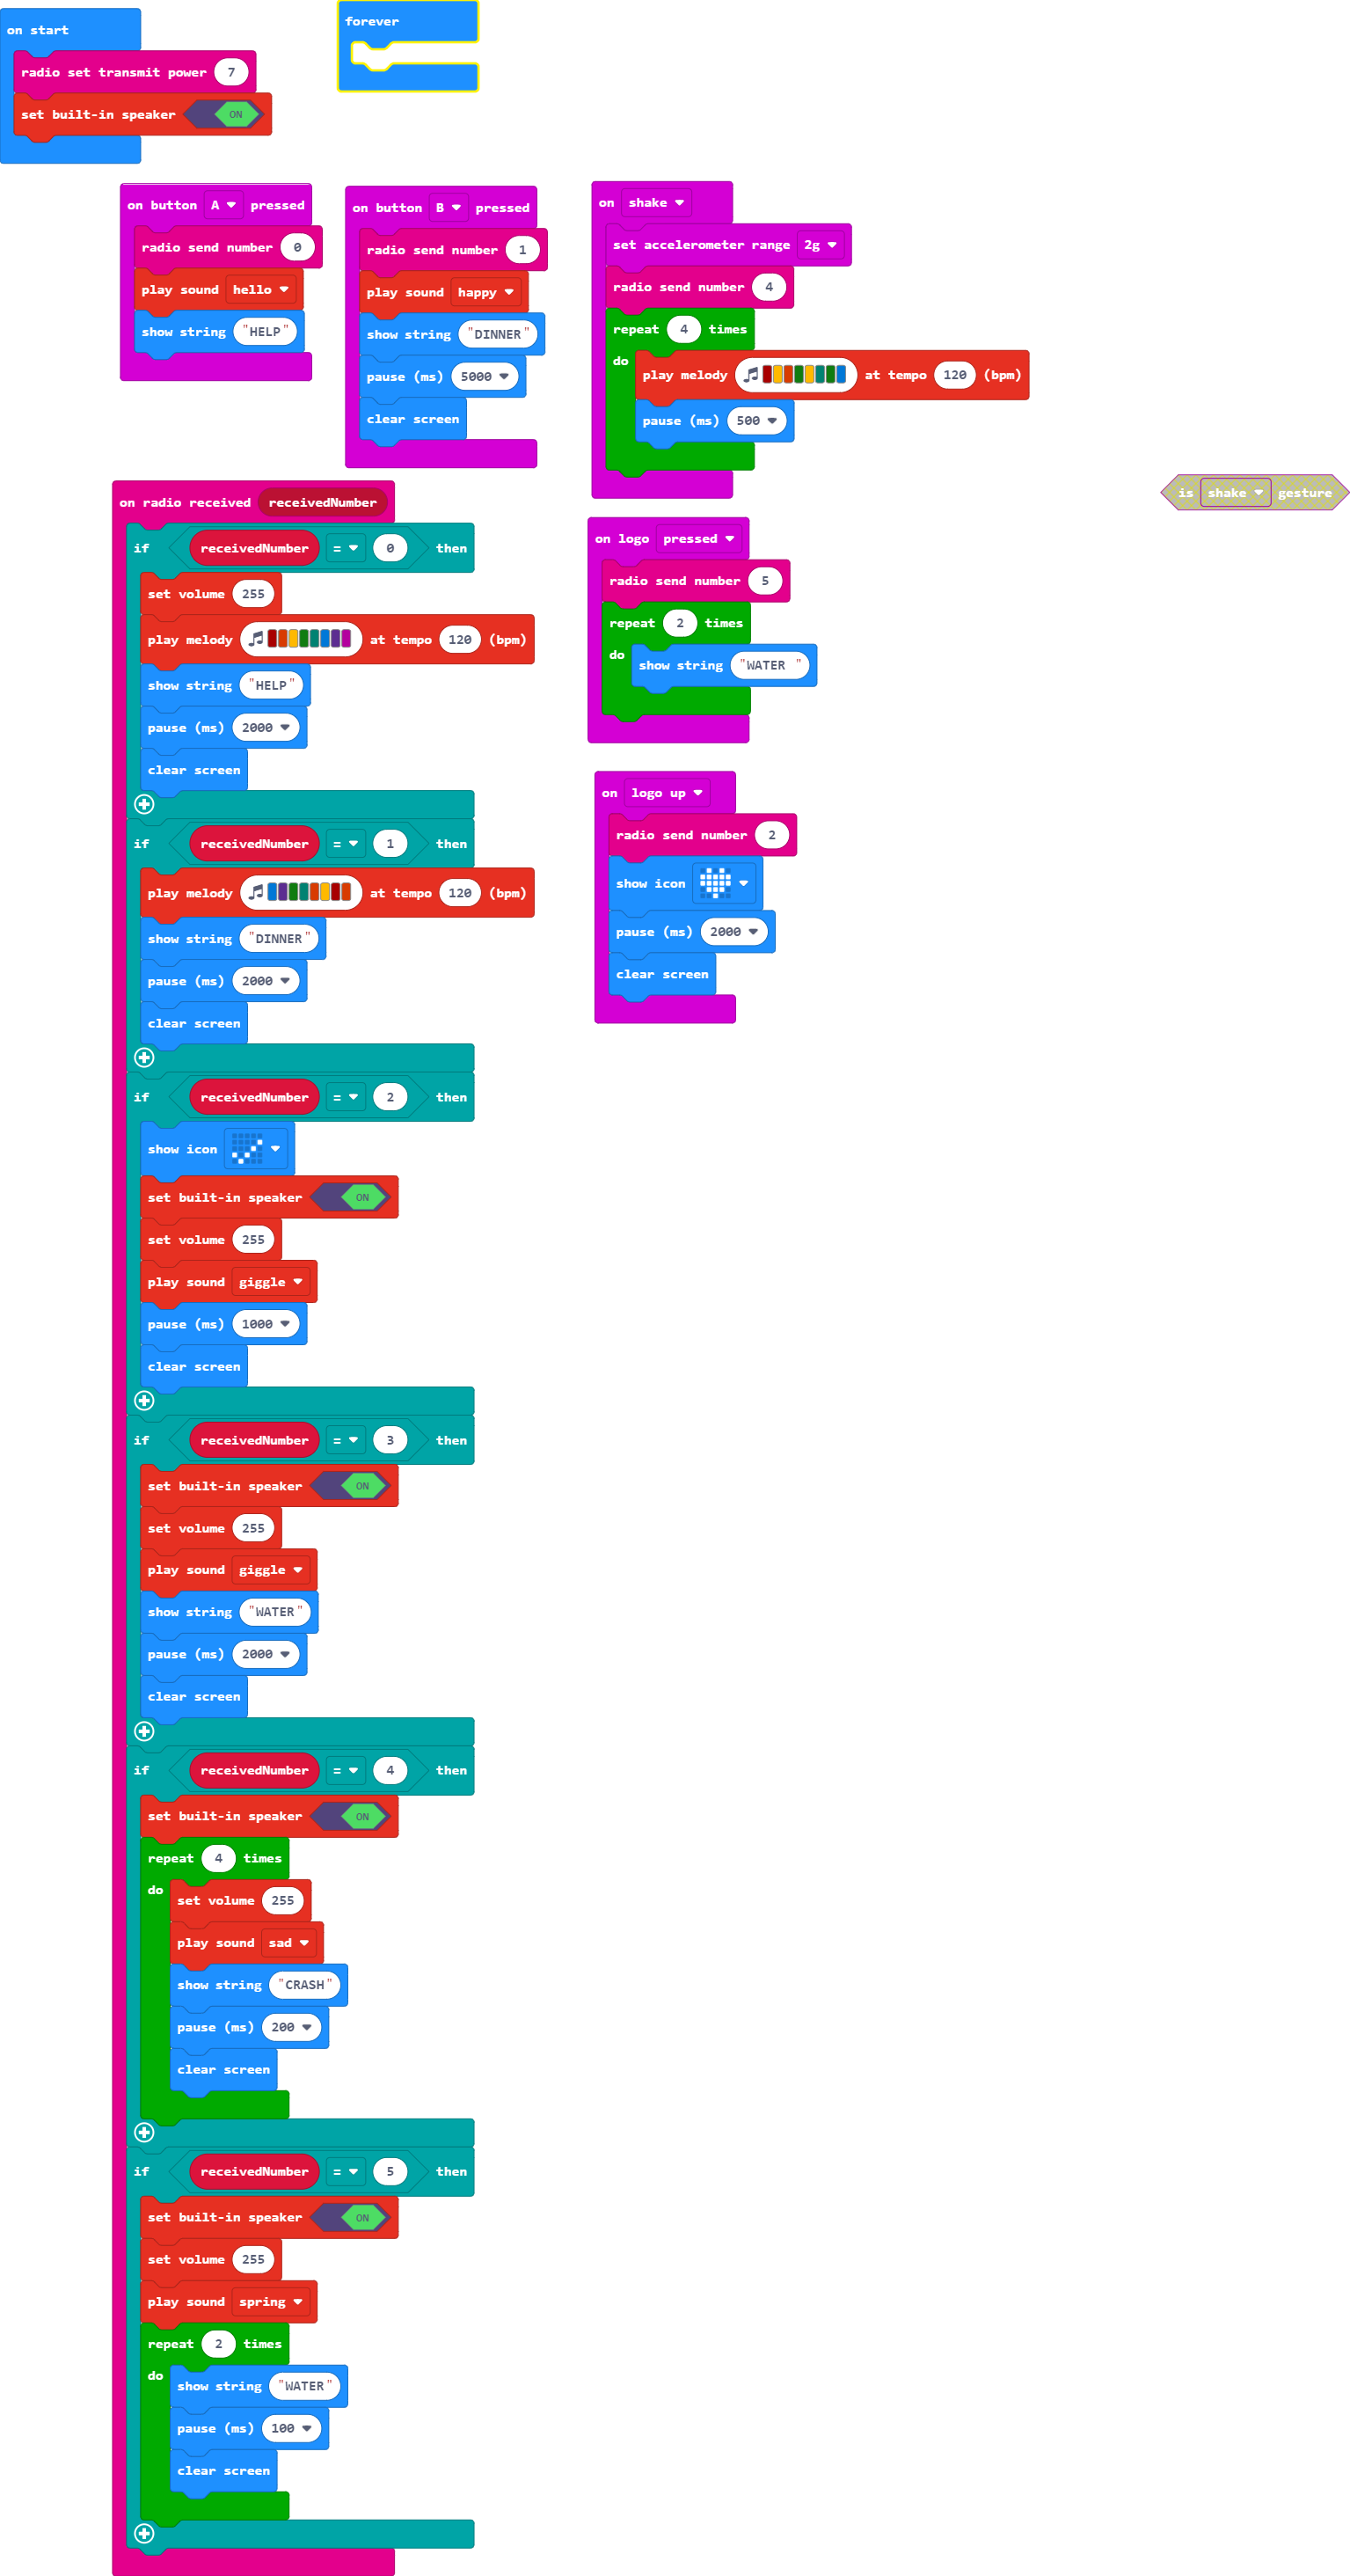 on start
radio set transmit power 7
set built-in speaker ON
forever
on button A pressed
radio send number 0
play sound hello
show string "HELP"
on button B pressed
radio send number 1
play sound happy
show string "DINNER"
pause (ms) 5000
clear screen
on shake
set accelerometer range 2g
radio send number 4
repeat 4 times
do
play melody at tempo 120 (bpm)
pause (ms) 500
is shake gesture
on logo pressed
radio send number 5
repeat 2 times
do
show string "WATER "
on logo up
radio send number 2
show icon
pause (ms) 2000
clear screen
on radio received receivedNumber
if receivedNumber = 0 then
set volume 255
play melody at tempo 120 (bpm)
show string "HELP"
pause (ms) 2000
clear screen
if receivedNumber = 1 then
play melody at tempo 120 (bpm)
show string "DINNER"
pause (ms) 2000
clear screen
if receivedNumber = 2 then
show icon
set built-in speaker ON
set volume 255
play sound giggle
pause (ms) 1000
clear screen
if receivedNumber = 3 then
set built-in speaker ON
set volume 255
play sound giggle
show string "WATER"
pause (ms) 2000
clear screen
if receivedNumber = 4 then
set built-in speaker ON
repeat 4 times
do
set volume 255
play sound sad
show string "CRASH"
pause (ms) 200
clear screen
if receivedNumber = 5 then
set built-in speaker ON
set volume 255
play sound spring
repeat 2 times
do
show string "WATER"
pause (ms) 100
clear screen